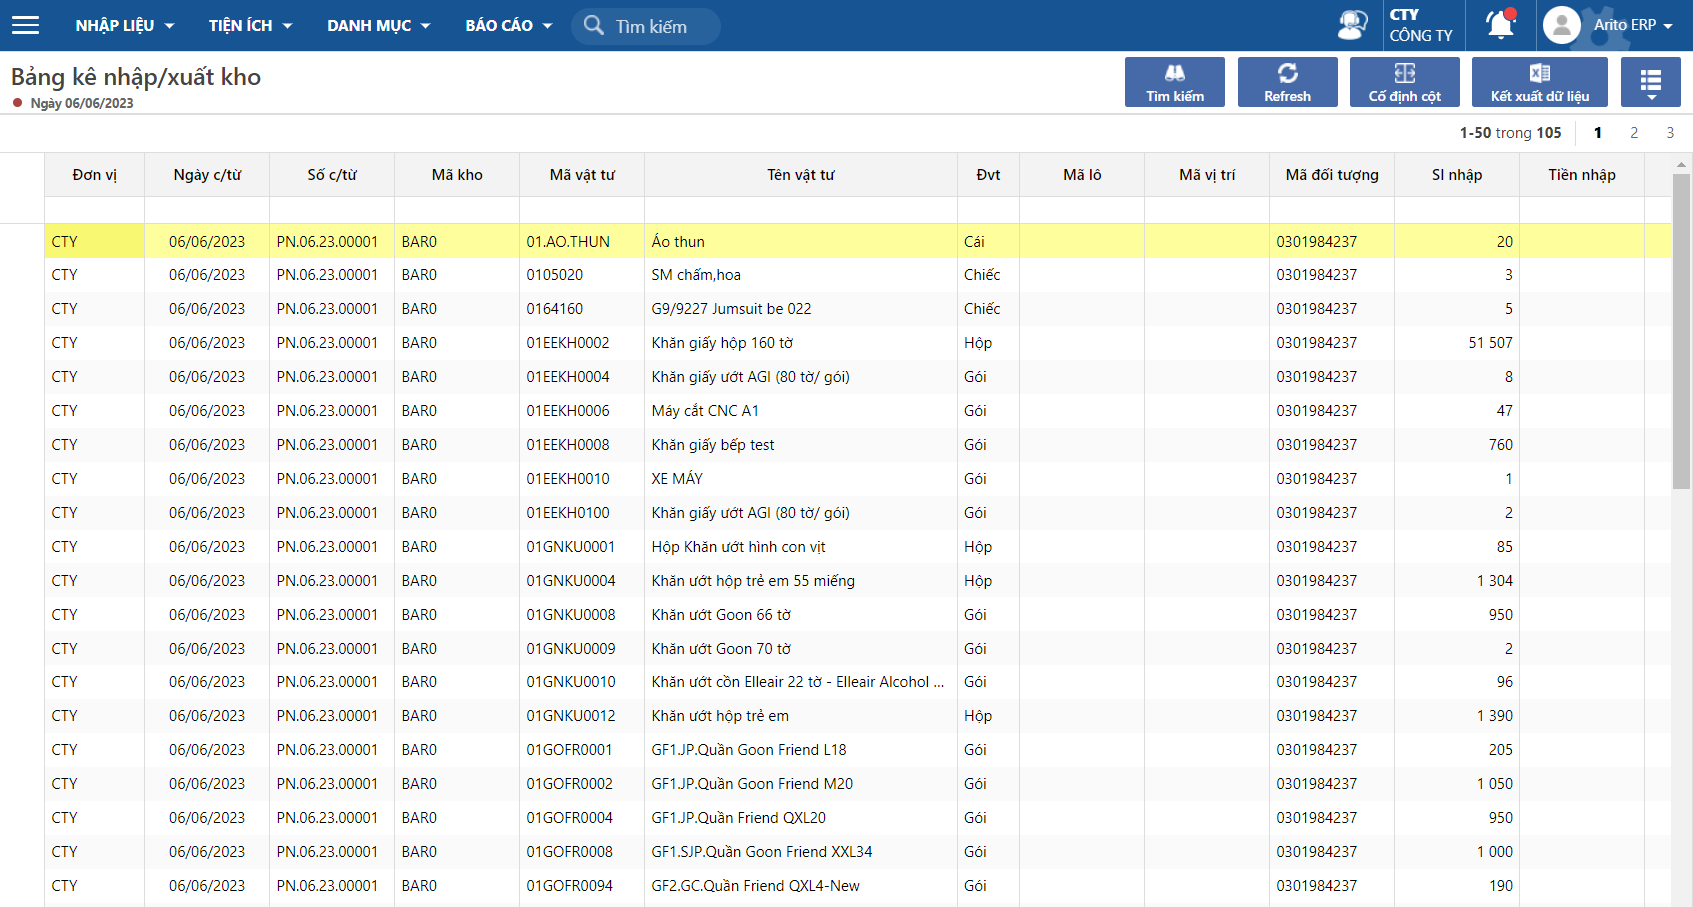 NHẬP LIỆU TIỆN ÍCH DANH MỤC BÁO CÁO Tìm kiếm CTY CÔNG TY Arito ERP
Bảng kê nhập/xuất kho
Ngày 06/06/2023
Tìm kiếm Refresh Cố định cột Kết xuất dữ liệu
1-50 trong 105 1 2 3
Đơn vị Ngày c/từ Số c/từ Mã kho Mã vật tư Tên vật tư Đvt Mã lô Mã vị trí Mã đối tượng Sl nhập Tiền nhập
CTY 06/06/2023 PN.06.23.00001 BAR0 01.AO.THUN Áo thun Cái 0301984237 20
CTY 06/06/2023 PN.06.23.00001 BAR0 0105020 SM chấm,hoa Chiếc 0301984237 3
CTY 06/06/2023 PN.06.23.00001 BAR0 0164160 G9/9227 Jumsuit be 022 Chiếc 0301984237 5
CTY 06/06/2023 PN.06.23.00001 BAR0 01EEKH0002 Khăn giấy hộp 160 tờ Hộp 0301984237 51 507
CTY 06/06/2023 PN.06.23.00001 BAR0 01EEKH0004 Khăn giấy ướt AGI (80 tờ/ gói) Gói 0301984237 8
CTY 06/06/2023 PN.06.23.00001 BAR0 01EEKH0006 Máy cắt CNC A1 Gói 0301984237 47
CTY 06/06/2023 PN.06.23.00001 BAR0 01EEKH0008 Khăn giấy bếp test Gói 0301984237 760
CTY 06/06/2023 PN.06.23.00001 BAR0 01EEKH0010 XE MÁY Gói 0301984237 1
CTY 06/06/2023 PN.06.23.00001 BAR0 01EEKH0100 Khăn giấy ướt AGI (80 tờ/ gói) Gói 0301984237 2
CTY 06/06/2023 PN.06.23.00001 BAR0 01GNKU0001 Hộp Khăn ướt hình con vịt Hộp 0301984237 85
CTY 06/06/2023 PN.06.23.00001 BAR0 01GNKU0004 Khăn ướt hộp trẻ em 55 miếng Hộp 0301984237 1 304
CTY 06/06/2023 PN.06.23.00001 BAR0 01GNKU0008 Khăn ướt Goon 66 tờ Gói 0301984237 950
CTY 06/06/2023 PN.06.23.00001 BAR0 01GNKU0009 Khăn ướt Goon 70 tờ Gói 0301984237 2
CTY 06/06/2023 PN.06.23.00001 BAR0 01GNKU0010 Khăn ướt cồn Elleair 22 tờ - Elleair Alcohol ... Gói 0301984237 96
CTY 06/06/2023 PN.06.23.00001 BAR0 01GNKU0012 Khăn ướt hộp trẻ em Hộp 0301984237 1 390
CTY 06/06/2023 PN.06.23.00001 BAR0 01GOFR0001 GF1.JP.Quần Goon Friend L18 Gói 0301984237 205
CTY 06/06/2023 PN.06.23.00001 BAR0 01GOFR0002 GF1.JP.Quần Goon Friend M20 Gói 0301984237 1 050
CTY 06/06/2023 PN.06.23.00001 BAR0 01GOFR0004 GF1.JP.Quần Friend QXL20 Gói 0301984237 950
CTY 06/06/2023 PN.06.23.00001 BAR0 01GOFR0008 GF1.SJP.Quần Goon Friend XXL34 Gói 0301984237 1 000
CTY 06/06/2023 PN.06.23.00001 BAR0 01GOFR0094 GF2.GC.Quần Friend QXL4-New Gói 0301984237 190